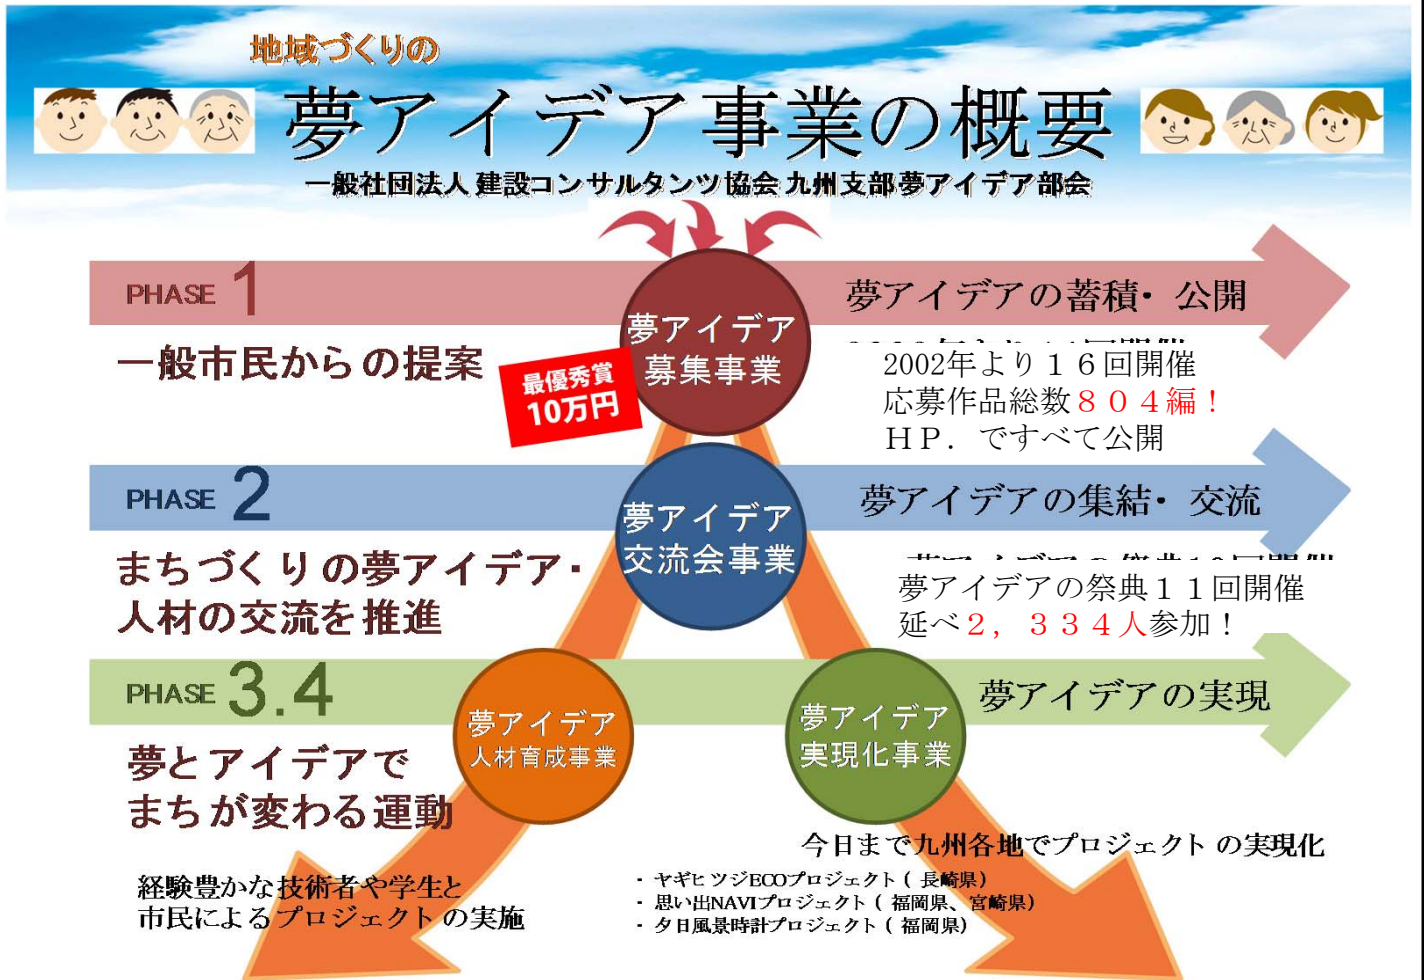 地域づくりの
夢アイデア事業の概要
一般社団法人 建設コンサルタンツ協会 九州支部夢アイデア部会
PHASE 1
夢アイデア
募集事業
夢アイデアの蓄積・公開
一般市民からの提案
最優秀賞
10万円
2002年より１６回開催
応募作品総数８０４編！
ＨＰ．ですべて公開
PHASE 2
夢アイデア
交流会事業
夢アイデアの集結・交流
まちづくりの夢アイデア・
人材の交流を推進
夢アイデアの祭典１１回開催
延べ２，３３４人参加！
PHASE 3.4
夢アイデア
人材育成事業
夢アイデア
実現化事業
夢アイデアの実現
夢とアイデアで
まちが変わる運動
経験豊かな技術者や学生と
市民によるプロジェクトの実施
今日まで九州各地でプロジェクトの実現化
・ヤギヒツジECOプロジェクト(長崎県)
・思い出NAVIプロジェクト(福岡県、宮崎県)
・夕日風景時計プロジェクト(福岡県)